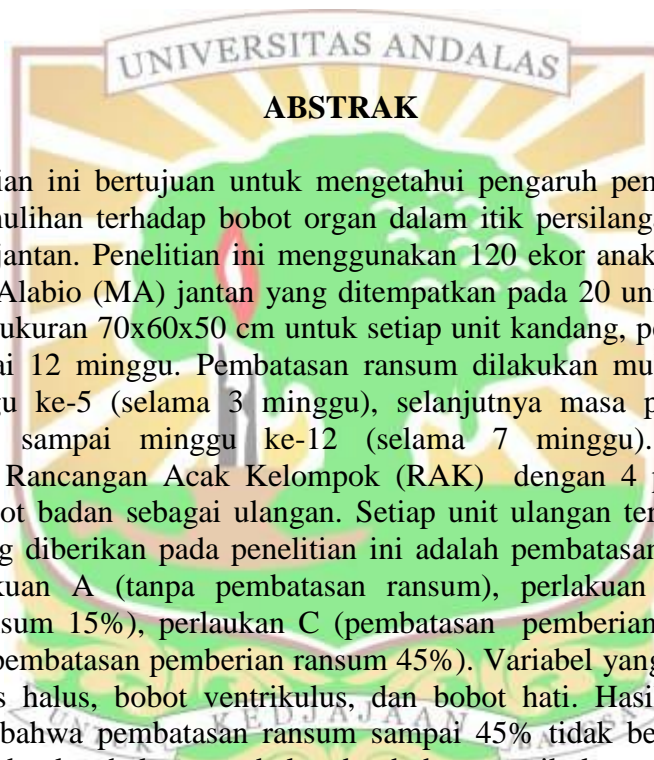 UNIVERSITAS ANDALAS
ABSTRAK
ian ini bertujuan untuk mengetahui pengaruh pen
ulihan terhadap bobot organ dalam itik persilang
jantan. Penelitian ini menggunakan 120 ekor anak
Alabio (MA) jantan yang ditempatkan pada 20 un
ukuran 70x60x50 cm untuk setiap unit kandang, pe
ai 12 minggu. Pembatasan ransum dilakukan mu
gu ke-5 (selama 3 minggu), selanjutnya masa p
sampai minggu ke-12 (selama 7 minggu).
Rancangan Acak Kelompok (RAK) dengan 4 p
ot badan sebagai ulangan. Setiap unit ulangan ter
g diberikan pada penelitian ini adalah pembatasan
kuan A (tanpa pembatasan ransum), perlakuan
sum 15%), perlaukan C (pembatasan pemberian
pembatasan pemberian ransum 45%). Variabel yang
s halus, bobot ventrikulus, dan bobot hati. Hasi
bahwa pembatasan ransum sampai 45% tidak be
UNTUK KEDJAJAAN BANGSA